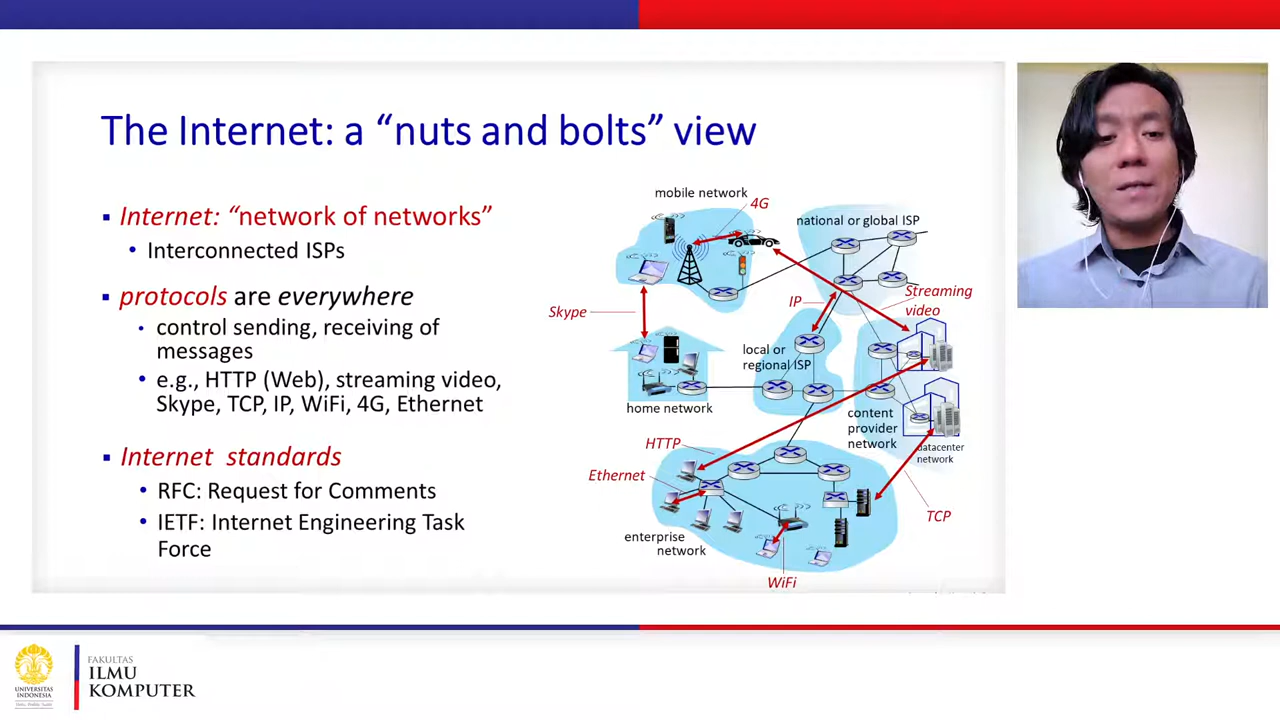 The Internet: a “nuts and bolts” view
▪ Internet: “network of networks”
• Interconnected ISPs
▪ protocols are everywhere
• control sending, receiving of
messages
• e.g., HTTP (Web), streaming video,
Skype, TCP, IP, WiFi, 4G, Ethernet
▪ Internet standards
• RFC: Request for Comments
• IETF: Internet Engineering Task
Force
mobile network
4G
national or global ISP
Streaming
video
IP
Skype
local or
regional ISP
home network
content
provider
network
datacenter
network
HTTP
Ethernet
enterprise
network
TCP
WiFi
UNIVERSITAS
INDONESIA
FAKULTAS
ILMU
KOMPUTER